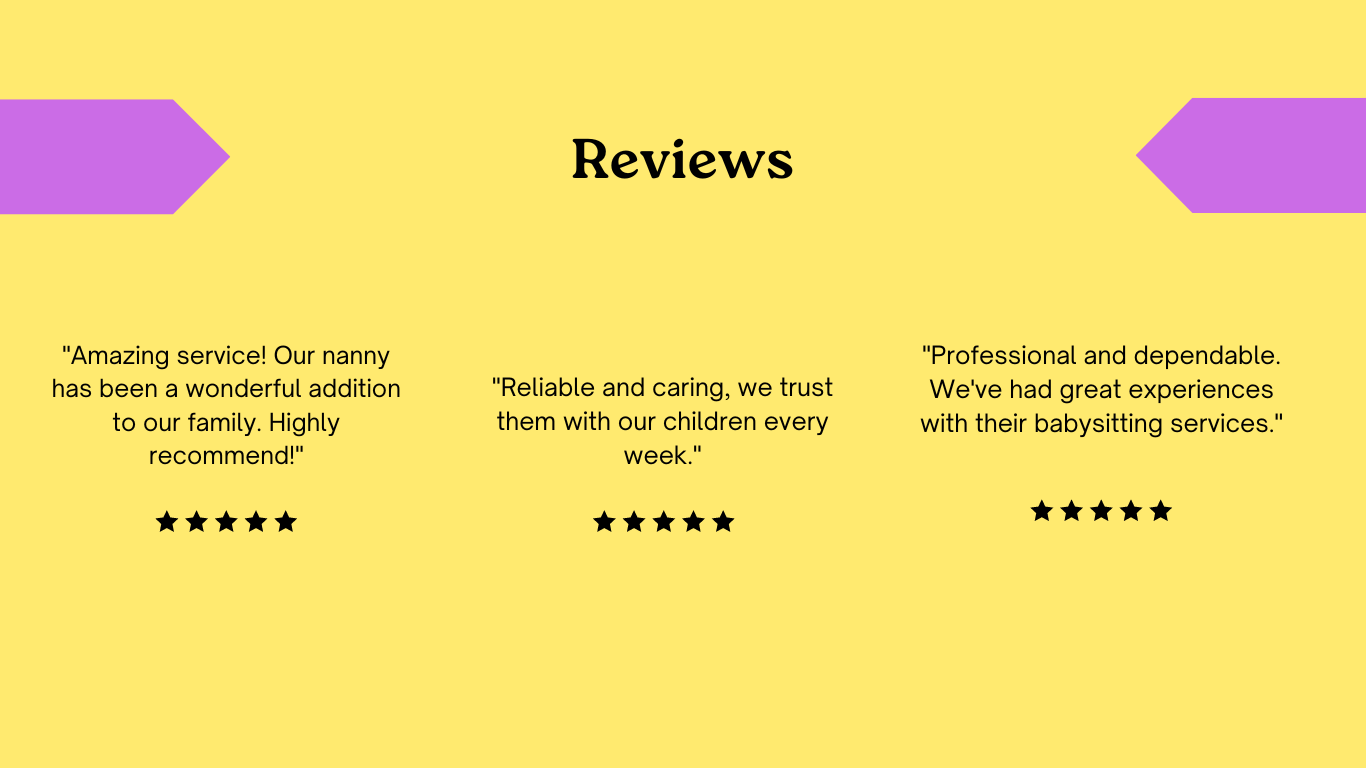 Reviews
"Amazing service! Our nanny
has been a wonderful addition
to our family. Highly
recommend!"
"Reliable and caring, we trust
them with our children every
week."
"Professional and dependable.
We've had great experiences
with their babysitting services."